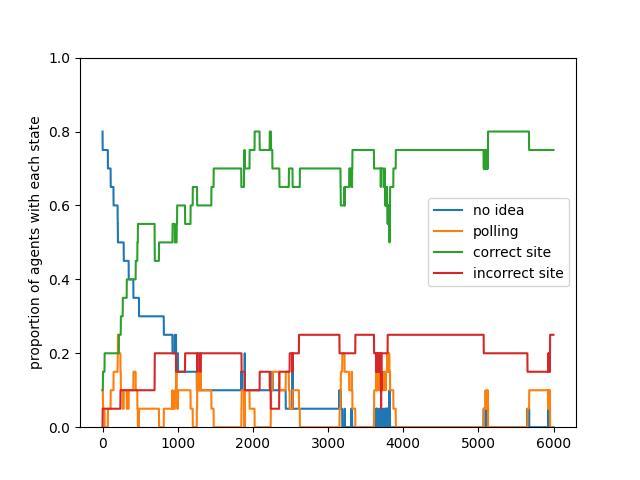 proportion of agents with each state
1.0
0.8
0.6
0.4
0.2
0.0
no idea
polling
correct site
incorrect site
0 1000 2000 3000 4000 5000 6000